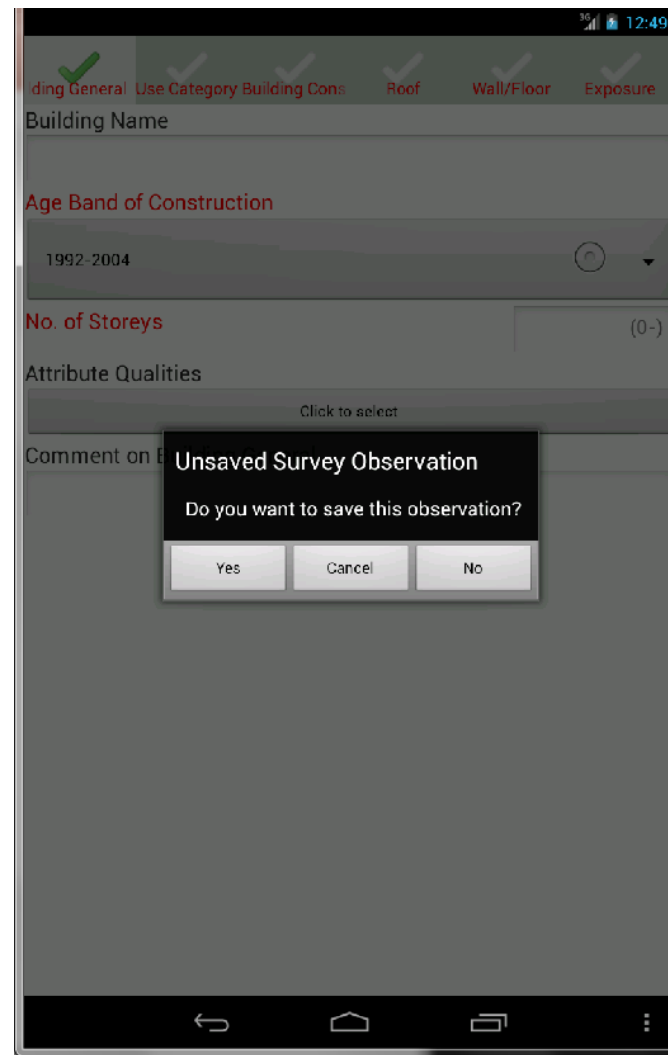 3G 12:49
lding General Use Category Building Cons Roof Wall/Floor Exposure
Building Name
Age Band of Construction
1992-2004
No. of Storeys (0-)
Attribute Qualities
Click to select
Comment on
Unsaved Survey Observation
Do you want to save this observation?
Yes Cancel No